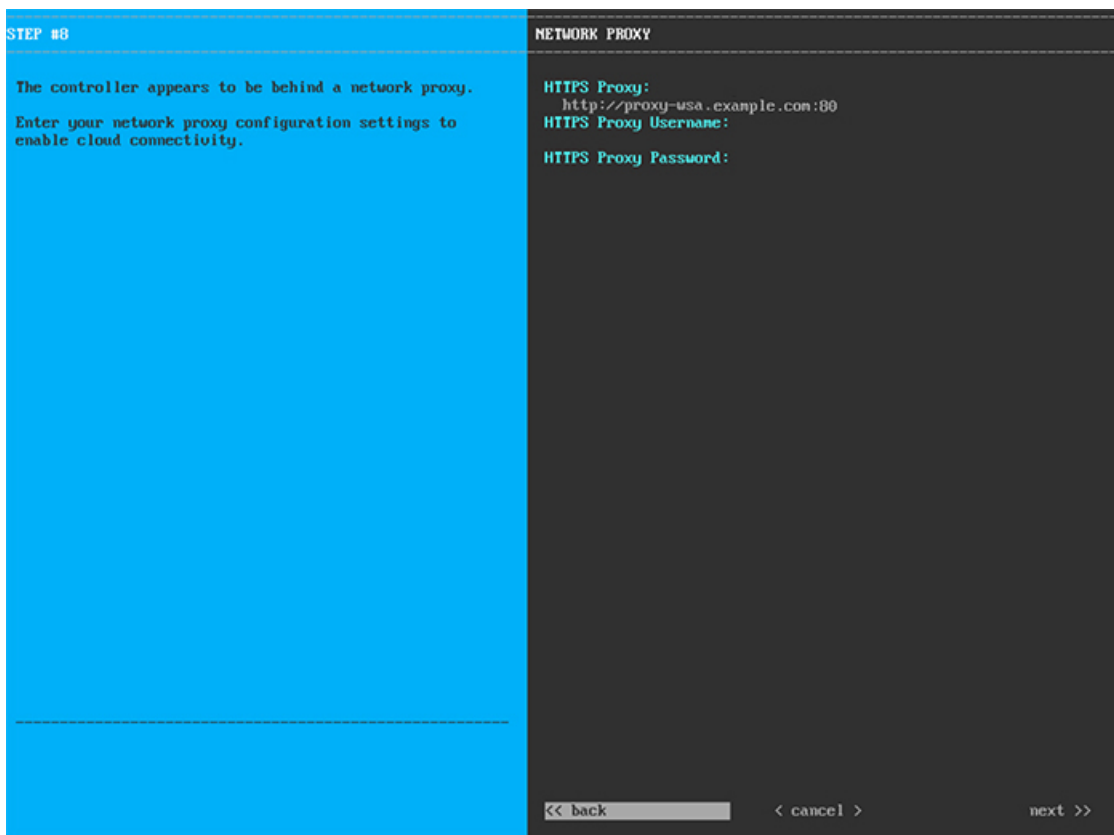 STEP #8
The controller appears to be behind a network proxy.
Enter your network proxy configuration settings to
enable cloud connectivity.
NETWORK PROXY
HTTPS Proxy:
http://proxy-wsa.example.com:80
HTTPS Proxy Username:
HTTPS Proxy Password:
<< back < cancel > next >>